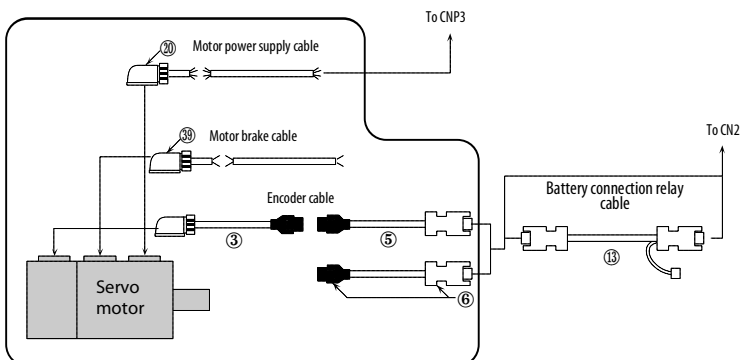 To CNP3
⑳
Motor power supply cable
㊴
Motor brake cable
To CN2
Encoder cable
Battery connection relay
cable
③
⑤
⑬
⑥
Servo
motor